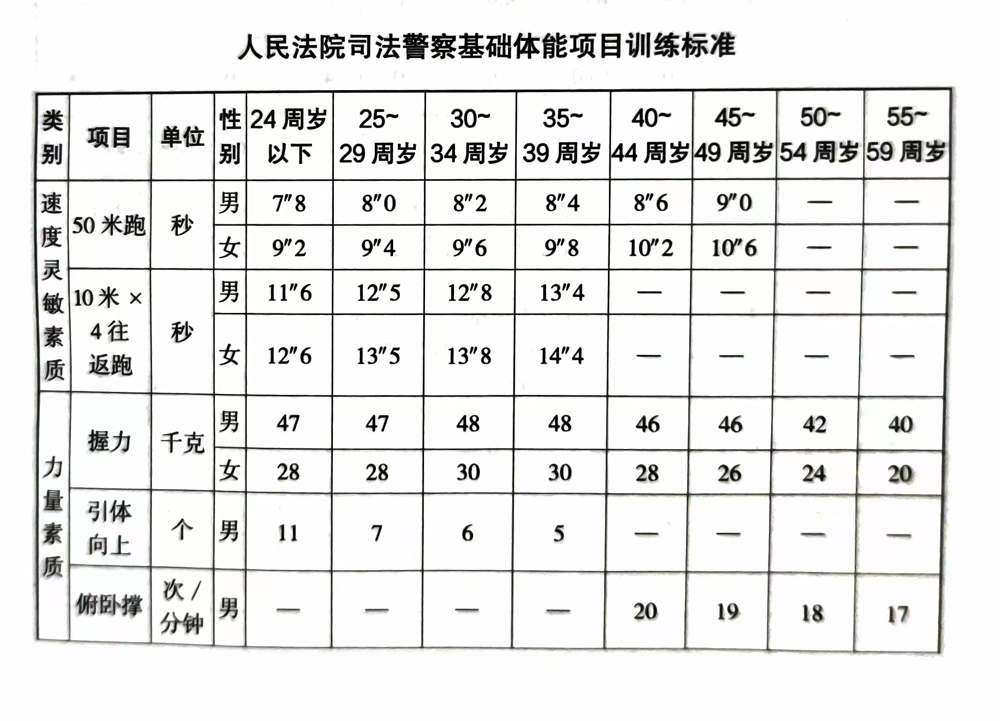 人民法院司法警察基础体能项目训练标准
类别 项目 单位 性别 24周岁以下 25~29周岁 30~34周岁 35~39周岁 40~44周岁 45~49周岁 50~54周岁 55~59周岁
速度灵敏素质 50米跑 秒 男 7″8 8″0 8″2 8″4 8″6 9″0 — —
女 9″2 9″4 9″6 9″8 10″2 10″6 — —
10米×4往返跑 秒 男 11″6 12″5 12″8 13″4 — — — —
女 12″6 13″5 13″8 14″4 — — — —
力量素质 握力 千克 男 47 47 48 48 46 46 42 40
女 28 28 30 30 28 26 24 20
引体向上 个 男 11 7 6 5 — — — —
俯卧撑 次/分钟 男 — — — — 20 19 18 17